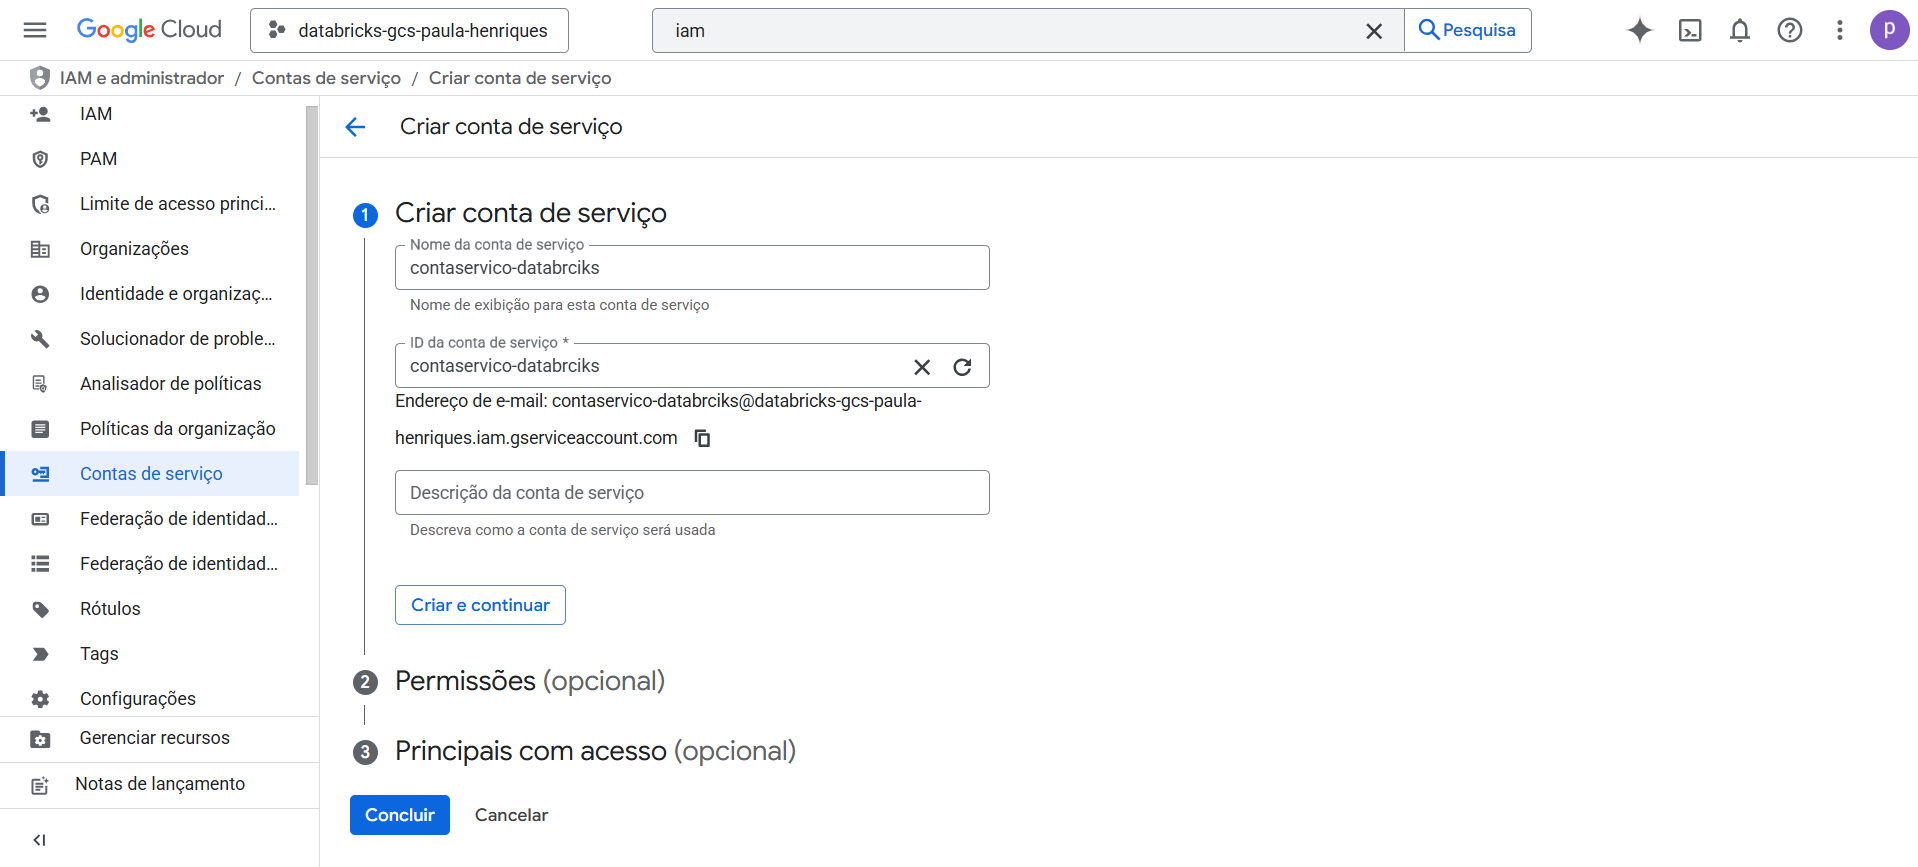 Google Cloud
databricks-gcs-paula-henriques
iam
Pesquisa
p
IAM e administrador / Contas de serviço / Criar conta de serviço
IAM
PAM
Limite de acesso princi...
Organizações
Identidade e organizaç...
Solucionador de proble...
Analisador de políticas
Políticas da organização
Contas de serviço
Federação de identidad...
Federação de identidad...
Rótulos
Tags
Configurações
Gerenciar recursos
Notas de lançamento
Criar conta de serviço
1 Criar conta de serviço
Nome da conta de serviço
contaservico-databrciks
Nome de exibição para esta conta de serviço
ID da conta de serviço *
contaservico-databrciks
Endereço de e-mail: contaservico-databrciks@databricks-gcs-paula-
henriques.iam.gserviceaccount.com
Descrição da conta de serviço
Descreva como a conta de serviço será usada
Criar e continuar
2 Permissões (opcional)
3 Principais com acesso (opcional)
Concluir
Cancelar